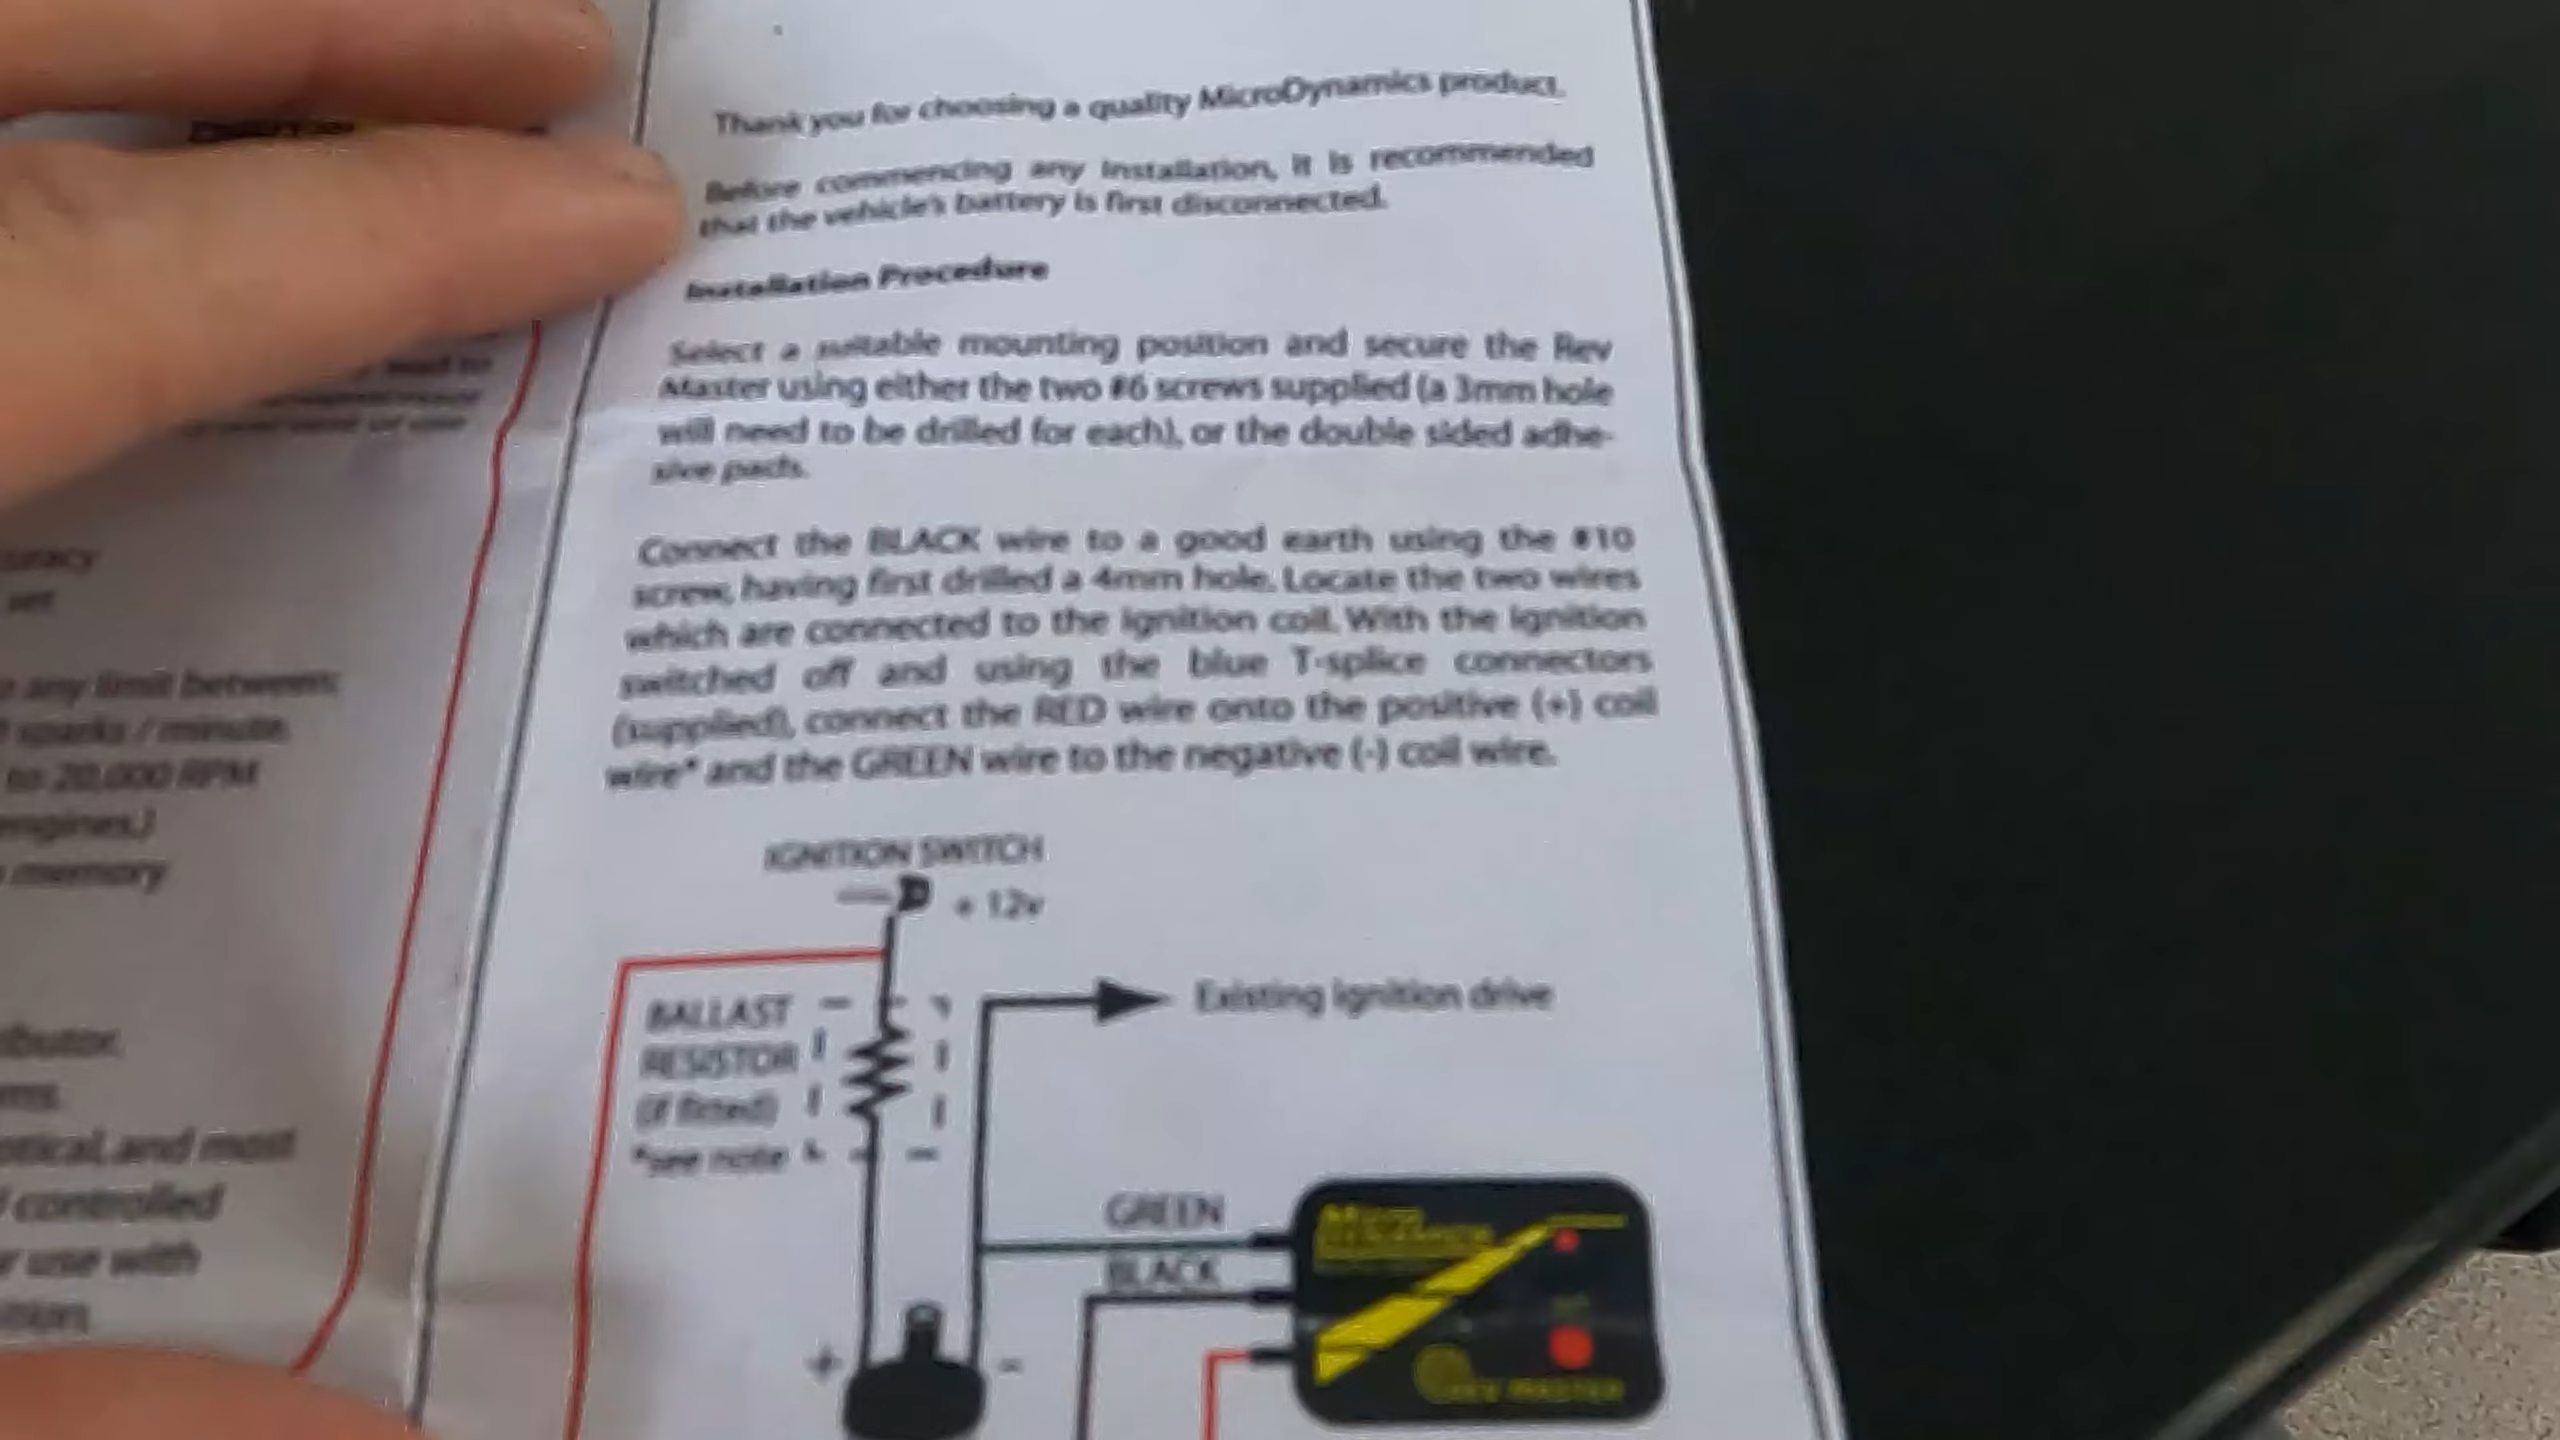 Thank you for choosing a quality MicroDynamics product.
Before commencing any installation, it is recommended
that the vehicle's battery is first disconnected.
Installation Procedure
Select a suitable mounting position and secure the Rev
Master using either the two #6 screws supplied (a 3mm hole
will need to be drilled for each), or the double sided adhe-
sive pads.
Connect the BLACK wire to a good earth using the #10
screw, having first drilled a 4mm hole. Locate the two wires
which are connected to the ignition coil. With the ignition
switched off and using the blue T-splice connectors
(supplied), connect the RED wire onto the positive (+) coil
wire* and the GREEN wire to the negative (-) coil wire.
IGNITION SWITCH
+ 12v
Existing ignition drive
BALLAST
RESISTOR
(if fitted)
*see note
GREEN
BLACK
+
-
MICRO
REV MASTER
set
any limit between:
sparks / minute.
to 20,000 RPM
engines.)
memory
and most
controlled
use with